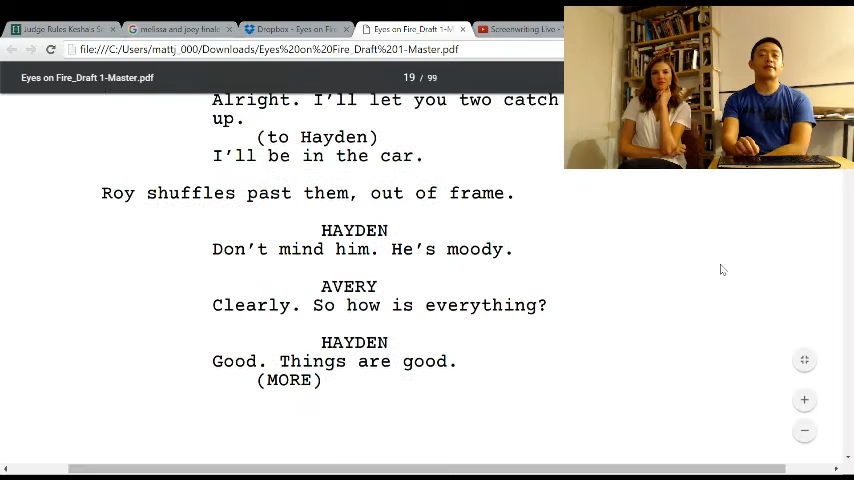 Judge Rules Kesha's S
melissa and joey finale
Dropbox - Eyes on Fire
Eyes on Fire_Draft 1-M
Screenwriting Live -
file:///C:/Users/mattj_000/Downloads/Eyes%20on%20Fire_Draft%201-Master.pdf
Eyes on Fire_Draft 1-Master.pdf
19 / 99
Alright. I'll let you two catch
up.
(to Hayden)
I'll be in the car.
Roy shuffles past them, out of frame.
HAYDEN
Don't mind him. He's moody.
AVERY
Clearly. So how is everything?
HAYDEN
Good. Things are good.
(MORE)